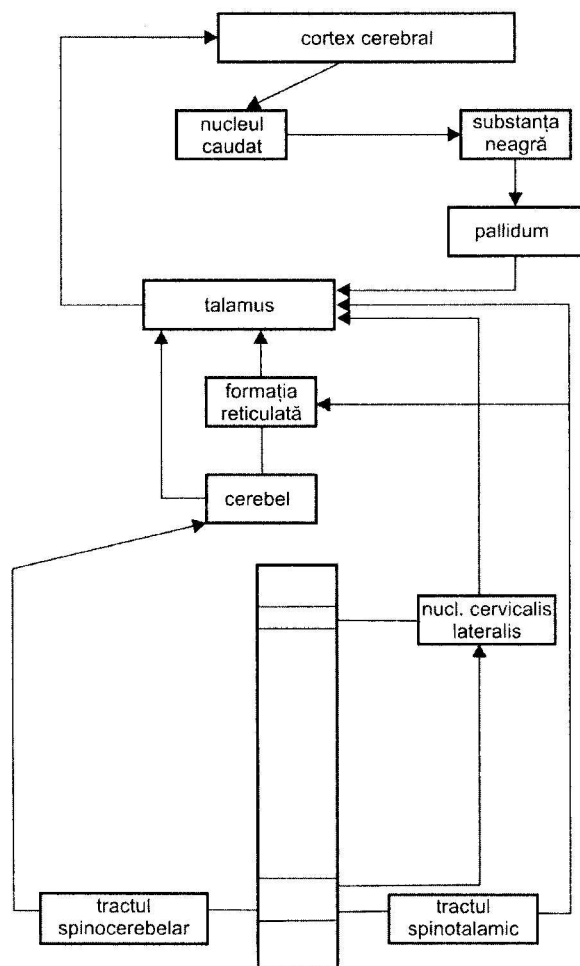 cortex cerebral
nucleul
caudat
substanța
neagră
pallidum
talamus
formația
reticulată
cerebel
nucl. cervicalis
lateralis
tractul
spinocerebelar
tractul
spinotalamic